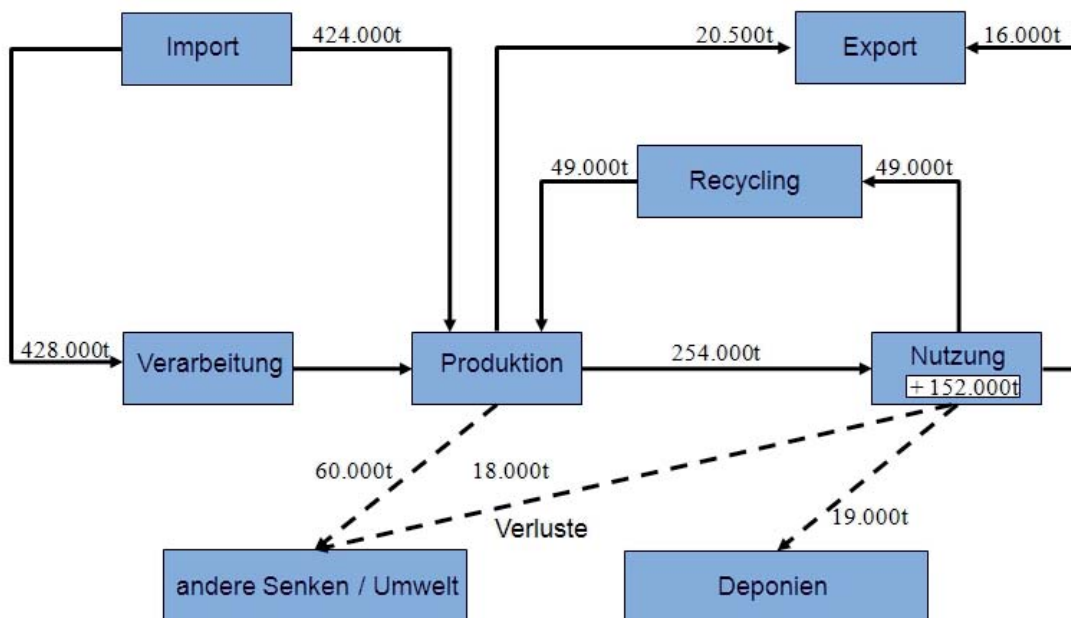 Import
424.000t
20.500t
Export
16.000t
49.000t
Recycling
49.000t
428.000t
Verarbeitung
Produktion
254.000t
Nutzung
+152.000t
60.000t
18.000t
Verluste
19.000t
andere Senken / Umwelt
Deponien